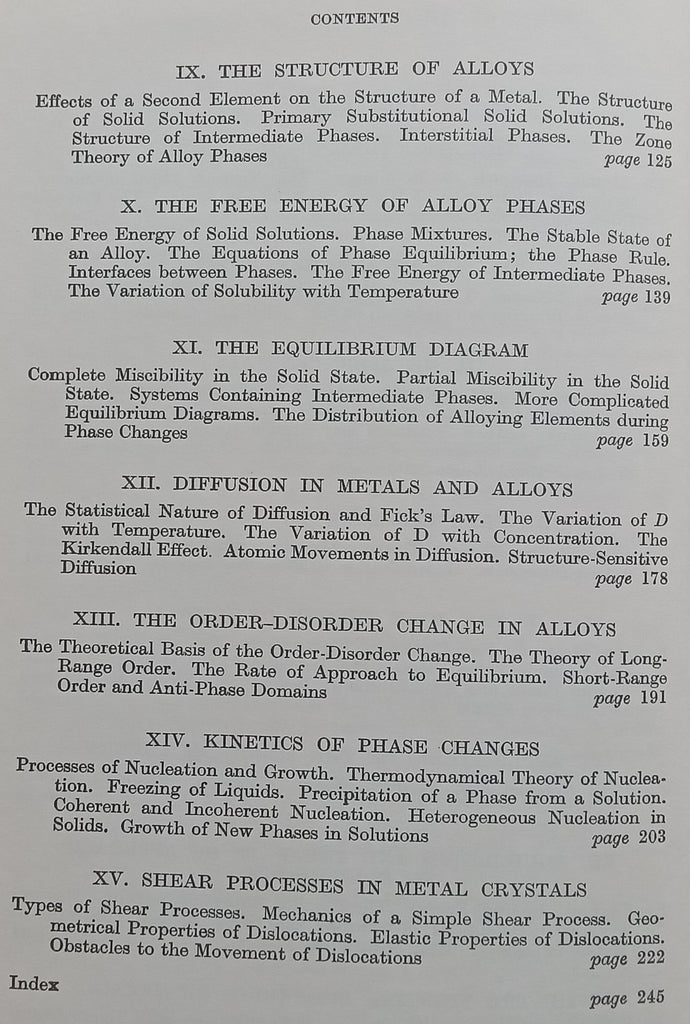 CONTENTS
IX. THE STRUCTURE OF ALLOYS
Effects of a Second Element on the Structure of a Metal. The Structure
of Solid Solutions. Primary Substitutional Solid Solutions. The
Structure of Intermediate Phases. Interstitial Phases. The Zone
Theory of Alloy Phases page 125
X. THE FREE ENERGY OF ALLOY PHASES
The Free Energy of Solid Solutions. Phase Mixtures. The Stable State of
an Alloy. The Equations of Phase Equilibrium; the Phase Rule.
Interfaces between Phases. The Free Energy of Intermediate Phases.
The Variation of Solubility with Temperature page 139
XI. THE EQUILIBRIUM DIAGRAM
Complete Miscibility in the Solid State. Partial Miscibility in the Solid
State. Systems Containing Intermediate Phases. More Complicated
Equilibrium Diagrams. The Distribution of Alloying Elements during
Phase Changes page 159
XII. DIFFUSION IN METALS AND ALLOYS
The Statistical Nature of Diffusion and Fick's Law. The Variation of D
with Temperature. The Variation of D with Concentration. The
Kirkendall Effect. Atomic Movements in Diffusion. Structure-Sensitive
Diffusion page 178
XIII. THE ORDER–DISORDER CHANGE IN ALLOYS
The Theoretical Basis of the Order-Disorder Change. The Theory of Long-
Range Order. The Rate of Approach to Equilibrium. Short-Range
Order and Anti-Phase Domains page 191
XIV. KINETICS OF PHASE CHANGES
Processes of Nucleation and Growth. Thermodynamical Theory of Nuclea-
tion. Freezing of Liquids. Precipitation of a Phase from a Solution.
Coherent and Incoherent Nucleation. Heterogeneous Nucleation in
Solids. Growth of New Phases in Solutions page 203
XV. SHEAR PROCESSES IN METAL CRYSTALS
Types of Shear Processes. Mechanics of a Simple Shear Process. Geo-
metrical Properties of Dislocations. Elastic Properties of Dislocations.
Obstacles to the Movement of Dislocations page 222
Index page 245